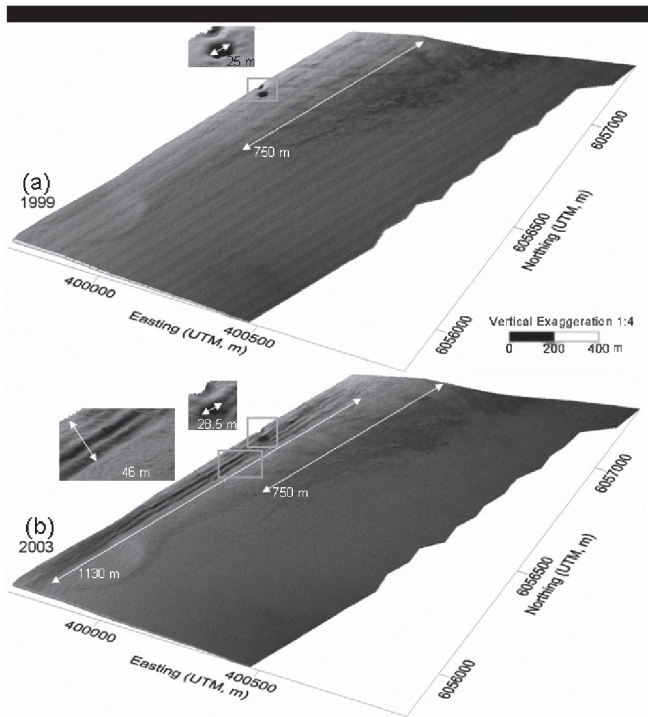 25 m
750 m
(a)
1999
400000
Easting (UTM, m)
400500
6056000
6056500
Northing (UTM, m)
6057000
Vertical Exaggeration 1:4
0 200 400 m
28.5 m
46 m
750 m
(b)
2003
1130 m
400000
Easting (UTM, m)
400500
6056000
6056500
Northing (UTM, m)
6057000